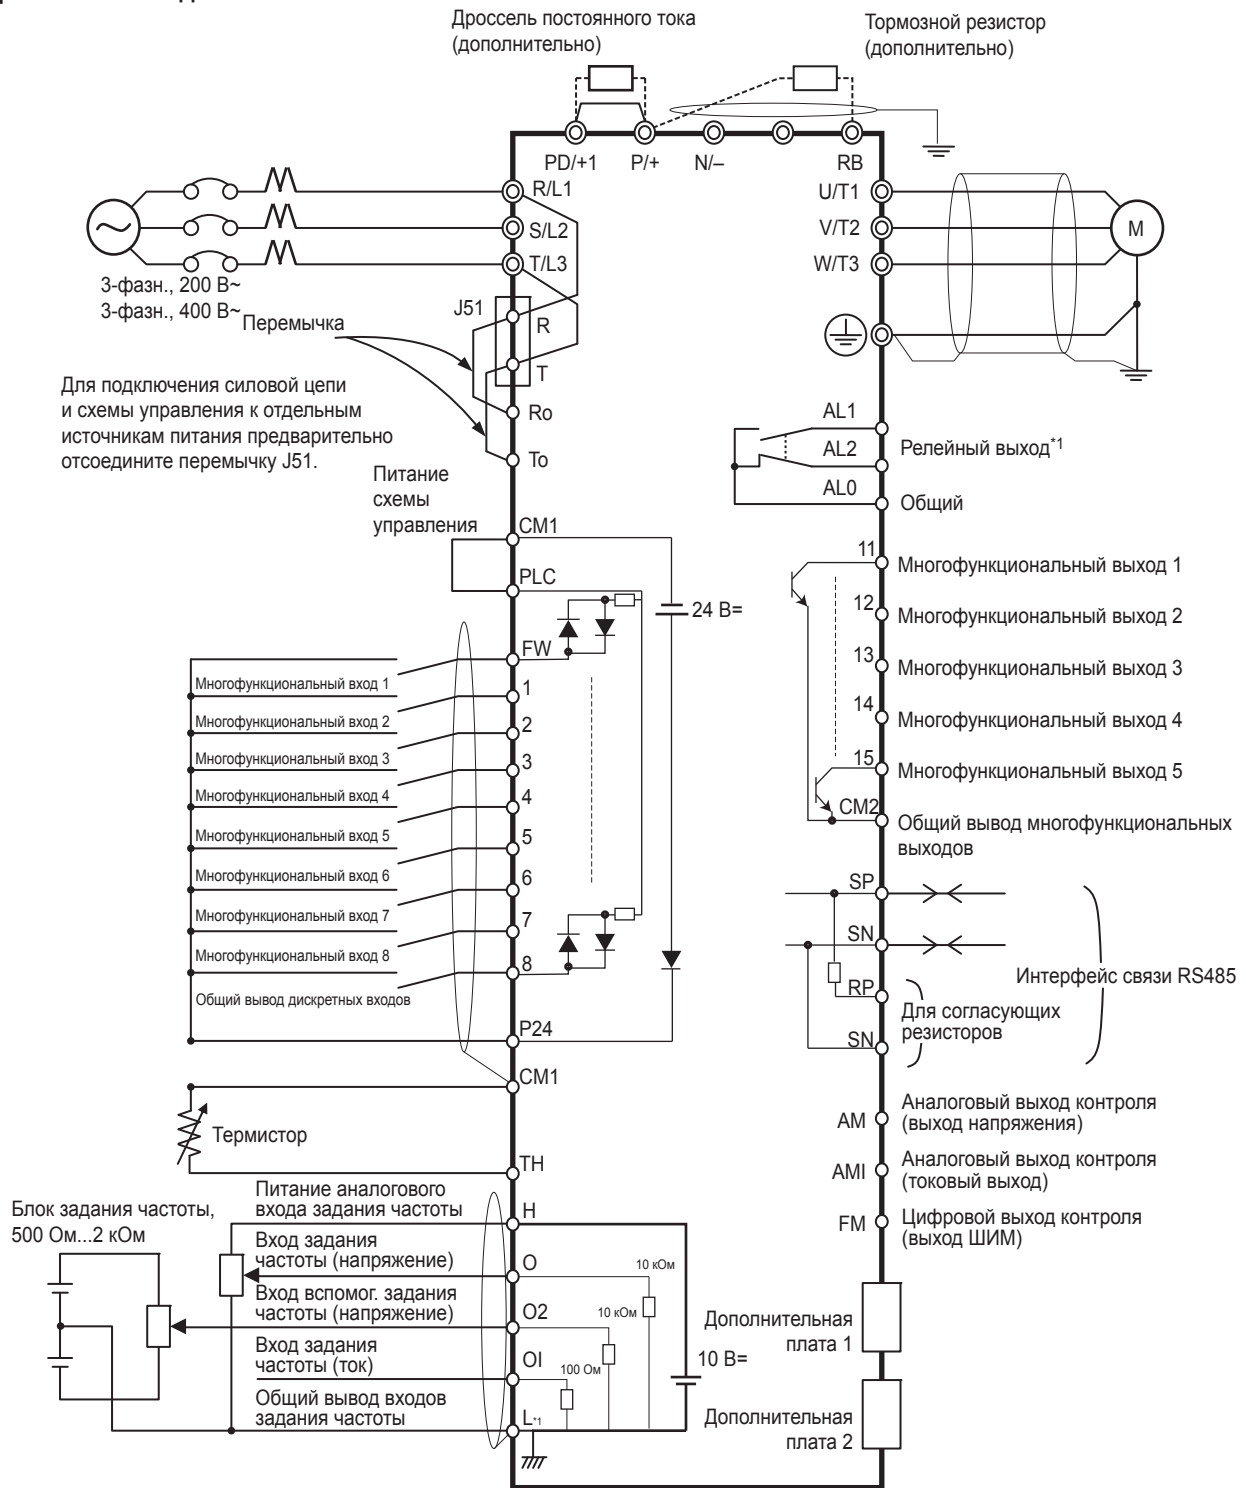 Дроссель постоянного тока
(дополнительно)
Тормозной резистор
(дополнительно)
PD/+1
P/+
N/–
RB
R/L1
S/L2
T/L3
U/T1
V/T2
W/T3
M
3-фазн., 200 В~
3-фазн., 400 В~
Перемычка
J51
R
T
Ro
To
Для подключения силовой цепи
и схемы управления к отдельным
источникам питания предварительно
отсоедините перемычку J51.
Питание
схемы
управления
AL1
AL2
AL0
Релейный выход*1
Общий
CM1
PLC
24 В=
FW
1
2
3
4
5
6
7
8
P24
CM1
TH
Многофункциональный вход 1
Многофункциональный вход 2
Многофункциональный вход 3
Многофункциональный вход 4
Многофункциональный вход 5
Многофункциональный вход 6
Многофункциональный вход 7
Многофункциональный вход 8
Общий вывод дискретных входов
11
Многофункциональный выход 1
12
Многофункциональный выход 2
13
Многофункциональный выход 3
14
Многофункциональный выход 4
15
Многофункциональный выход 5
CM2
Общий вывод многофункциональных
выходов
SP
SN
RP
SN
Интерфейс связи RS485
Для согласующих
резисторов
Термистор
AM
Аналоговый выход контроля
(выход напряжения)
AMI
Аналоговый выход контроля
(токовый выход)
FM
Цифровой выход контроля
(выход ШИМ)
Блок задания частоты,
500 Ом...2 кОм
Питание аналогового
входа задания частоты
Вход задания
частоты (напряжение)
Вход вспомог. задания
частоты (напряжение)
Вход задания
частоты (ток)
Общий вывод входов
задания частоты
H
O
O2
OI
L*1
10 кОм
10 кОм
100 Ом
10 В=
Дополнительная
плата 1
Дополнительная
плата 2